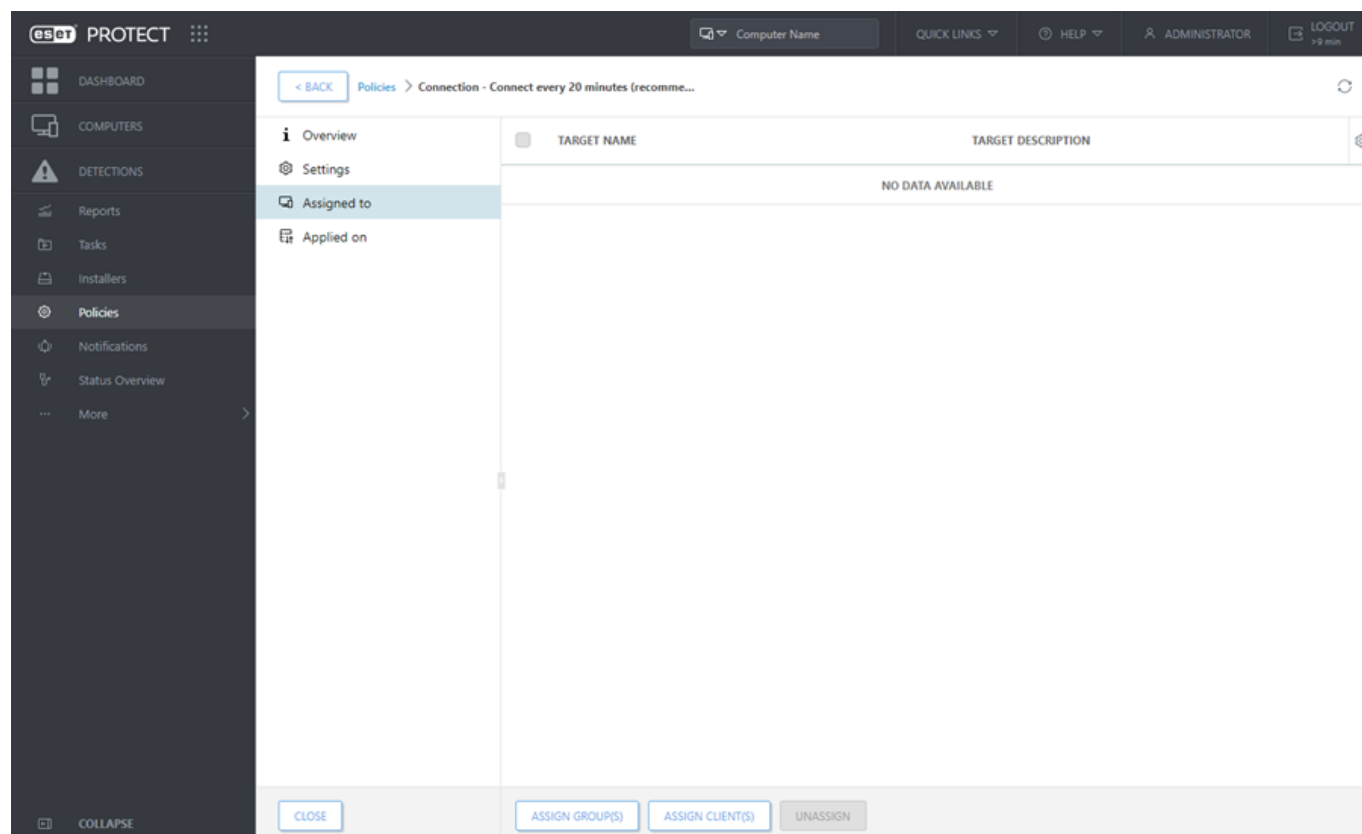 eset PROTECT
Computer Name
QUICK LINKS
HELP
ADMINISTRATOR
LOGOUT
>9 min
DASHBOARD
COMPUTERS
DETECTIONS
Reports
Tasks
Installers
Policies
Notifications
Status Overview
More
COLLAPSE
< BACK
Policies > Connection - Connect every 20 minutes (recomme...
Overview
Settings
Assigned to
Applied on
TARGET NAME
TARGET DESCRIPTION
NO DATA AVAILABLE
CLOSE
ASSIGN GROUP(S)
ASSIGN CLIENT(S)
UNASSIGN